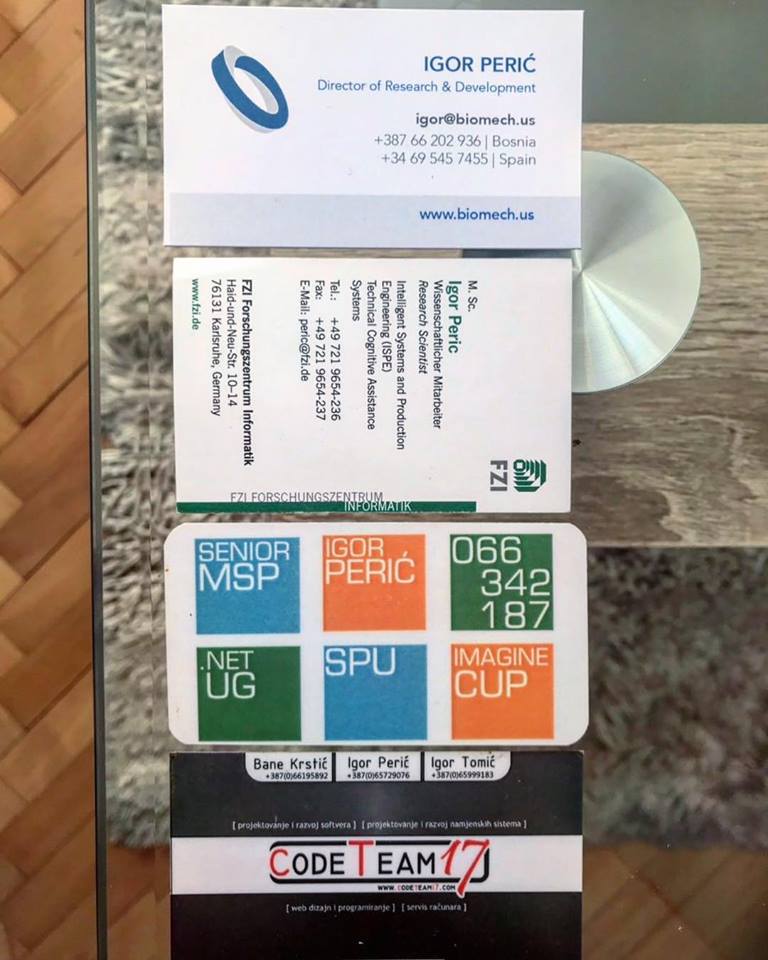 IGOR PERIĆ
Director of Research & Development
igor@biomech.us
+387 66 202 936 | Bosnia
+34 69 545 7455 | Spain
www.biomech.us
M. Sc.
Igor Peric
Wissenschaftlicher Mitarbeiter
Research Scientist
Intelligent Systems and Production
Engineering (ISPE)
Technical Cognitive Assistance
Systems
Tel.: +49 721 9654-236
Fax: +49 721 9654-237
E-Mail: peric@fzi.de
FZI Forschungszentrum Informatik
Haid-und-Neu-Str. 10–14
76131 Karlsruhe, Germany
www.fzi.de
FZI
FZI FORSCHUNGSZENTRUM
INFORMATIK
SENIOR
MSP
IGOR
PERIĆ
066
342
187
.NET
UG
SPU
IMAGINE
CUP
Bane Krstić
+387(0)66195892
Igor Perić
+387(0)65729076
Igor Tomić
+387(0)65999183
[ projektovanje i razvoj softvera ] [ projektovanje i razvoj namjenskih sistema ]
CODETEAM17
WWW.CODETEAM17.COM
[ web dizajn i programiranje ] [ servis računara ]